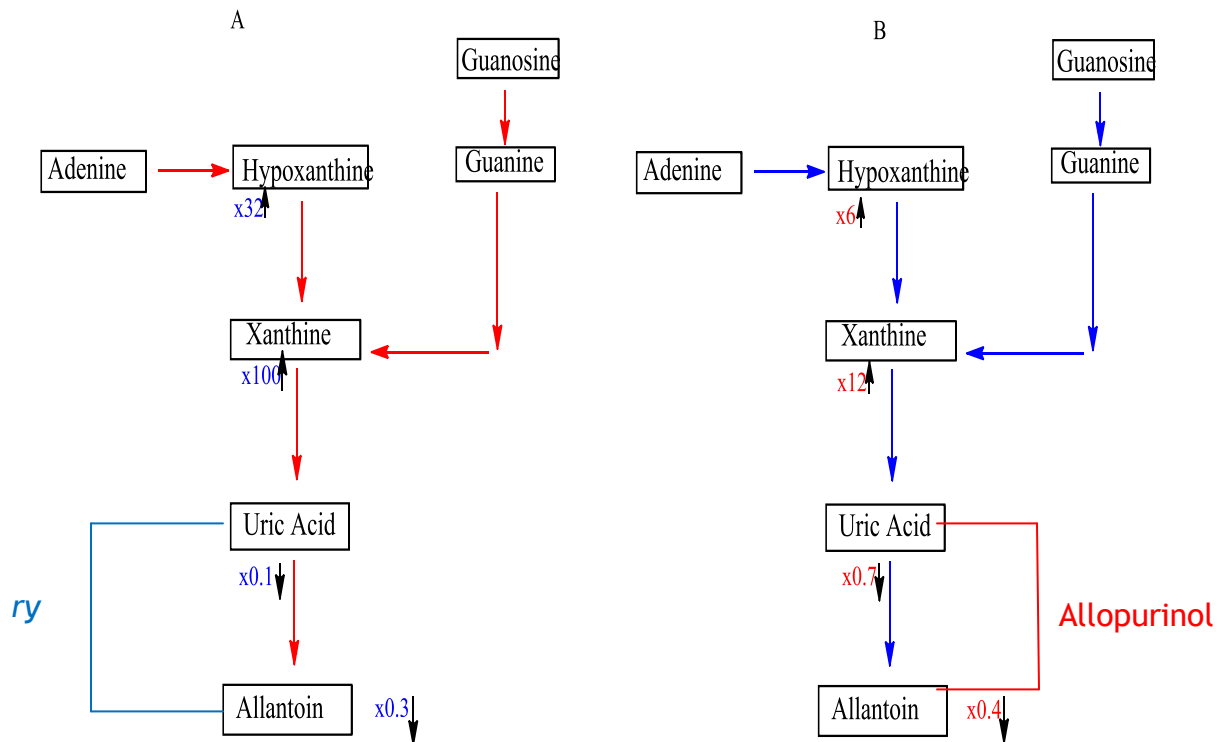 A
Guanosine
Adenine
Hypoxanthine
Guanine
x32
Xanthine
x100
Uric Acid
x0.1
ry
Allantoin
x0.3
B
Guanosine
Adenine
Hypoxanthine
Guanine
x6
Xanthine
x12
Uric Acid
x0.7
Allopurinol
Allantoin
x0.4